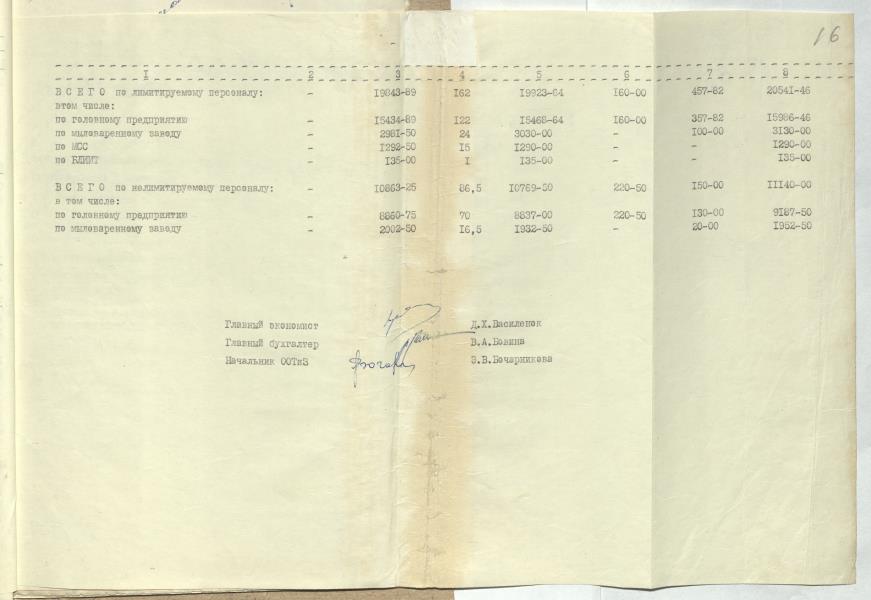 16
1 2 3 4 5 6 7 8
ВСЕГО по лимитируемому персоналу: - 19843-89 162 19923-64 160-00 457-82 20541-46
втом числе:
по головному предприятию - 15434-89 122 15468-64 160-00 357-82 15986-46
по мыловаренному заводу - 2981-50 24 3030-00 - 100-00 3130-00
по МСС - 1292-50 15 1290-00 - - 1290-00
по БЛИИТ - 135-00 1 135-00 - - 135-00
ВСЕГО по нелимитируемому персоналу: - 10863-25 86,5 10769-50 220-50 150-00 11140-00
в том числе:
по головному предприятию - 8860-75 70 8837-00 220-50 130-00 9187-50
по мыловаренному заводу - 2002-50 16,5 1932-50 - 20-00 1952-50
Главный экономист Д.Х.Василенок
Главный бухгалтер В.А.Бовина
Начальник ООТиЗ З.В.Бочарникова